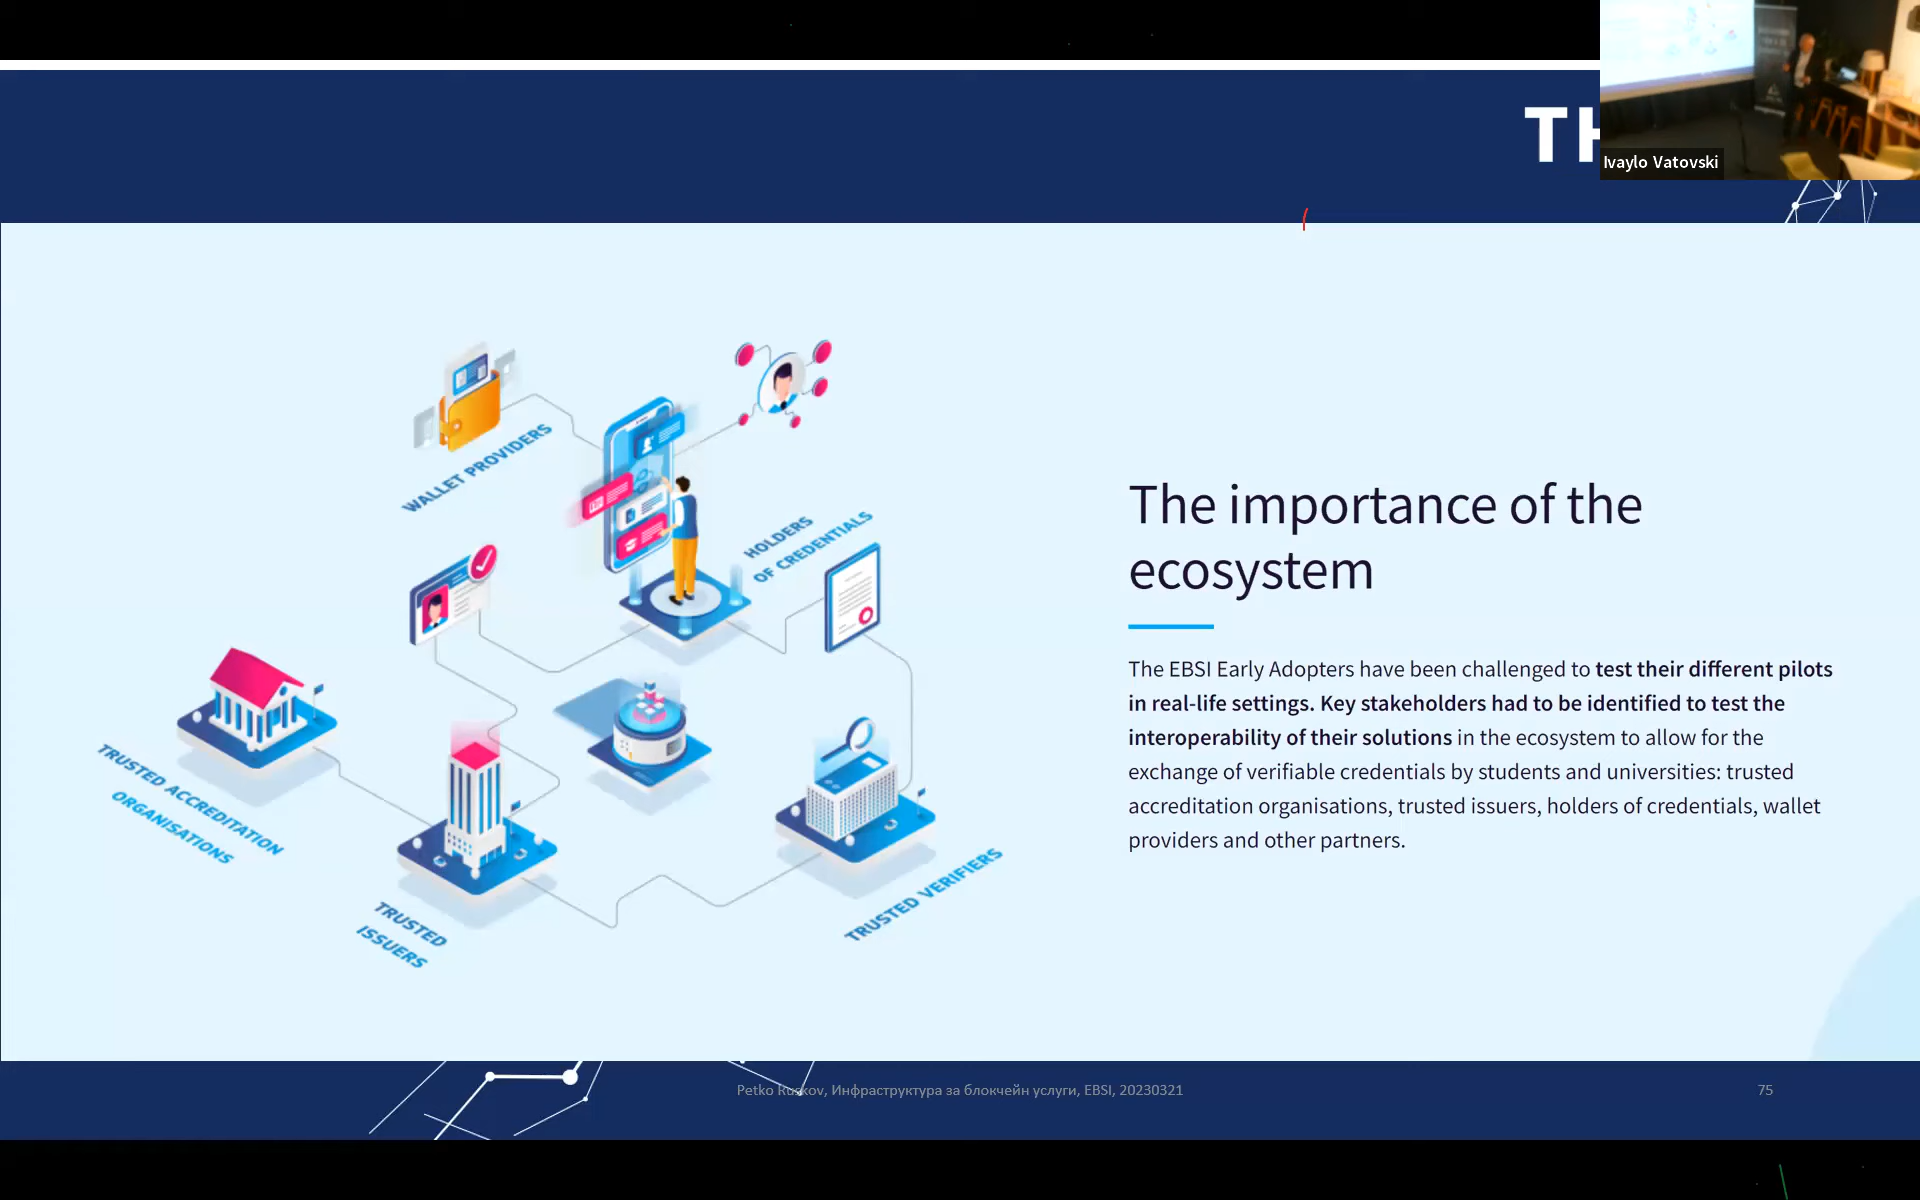 TH
Ivaylo Vatovski
WALLET PROVIDERS
HOLDERS
OF CREDENTIALS
TRUSTED ACCREDITATION
ORGANISATIONS
TRUSTED
ISSUERS
TRUSTED VERIFIERS
The importance of the
ecosystem
The EBSI Early Adopters have been challenged to test their different pilots
in real-life settings. Key stakeholders had to be identified to test the
interoperability of their solutions in the ecosystem to allow for the
exchange of verifiable credentials by students and universities: trusted
accreditation organisations, trusted issuers, holders of credentials, wallet
providers and other partners.
Petko Ruskov, Инфраструктура за блокчейн услуги, EBSI, 20230321
75